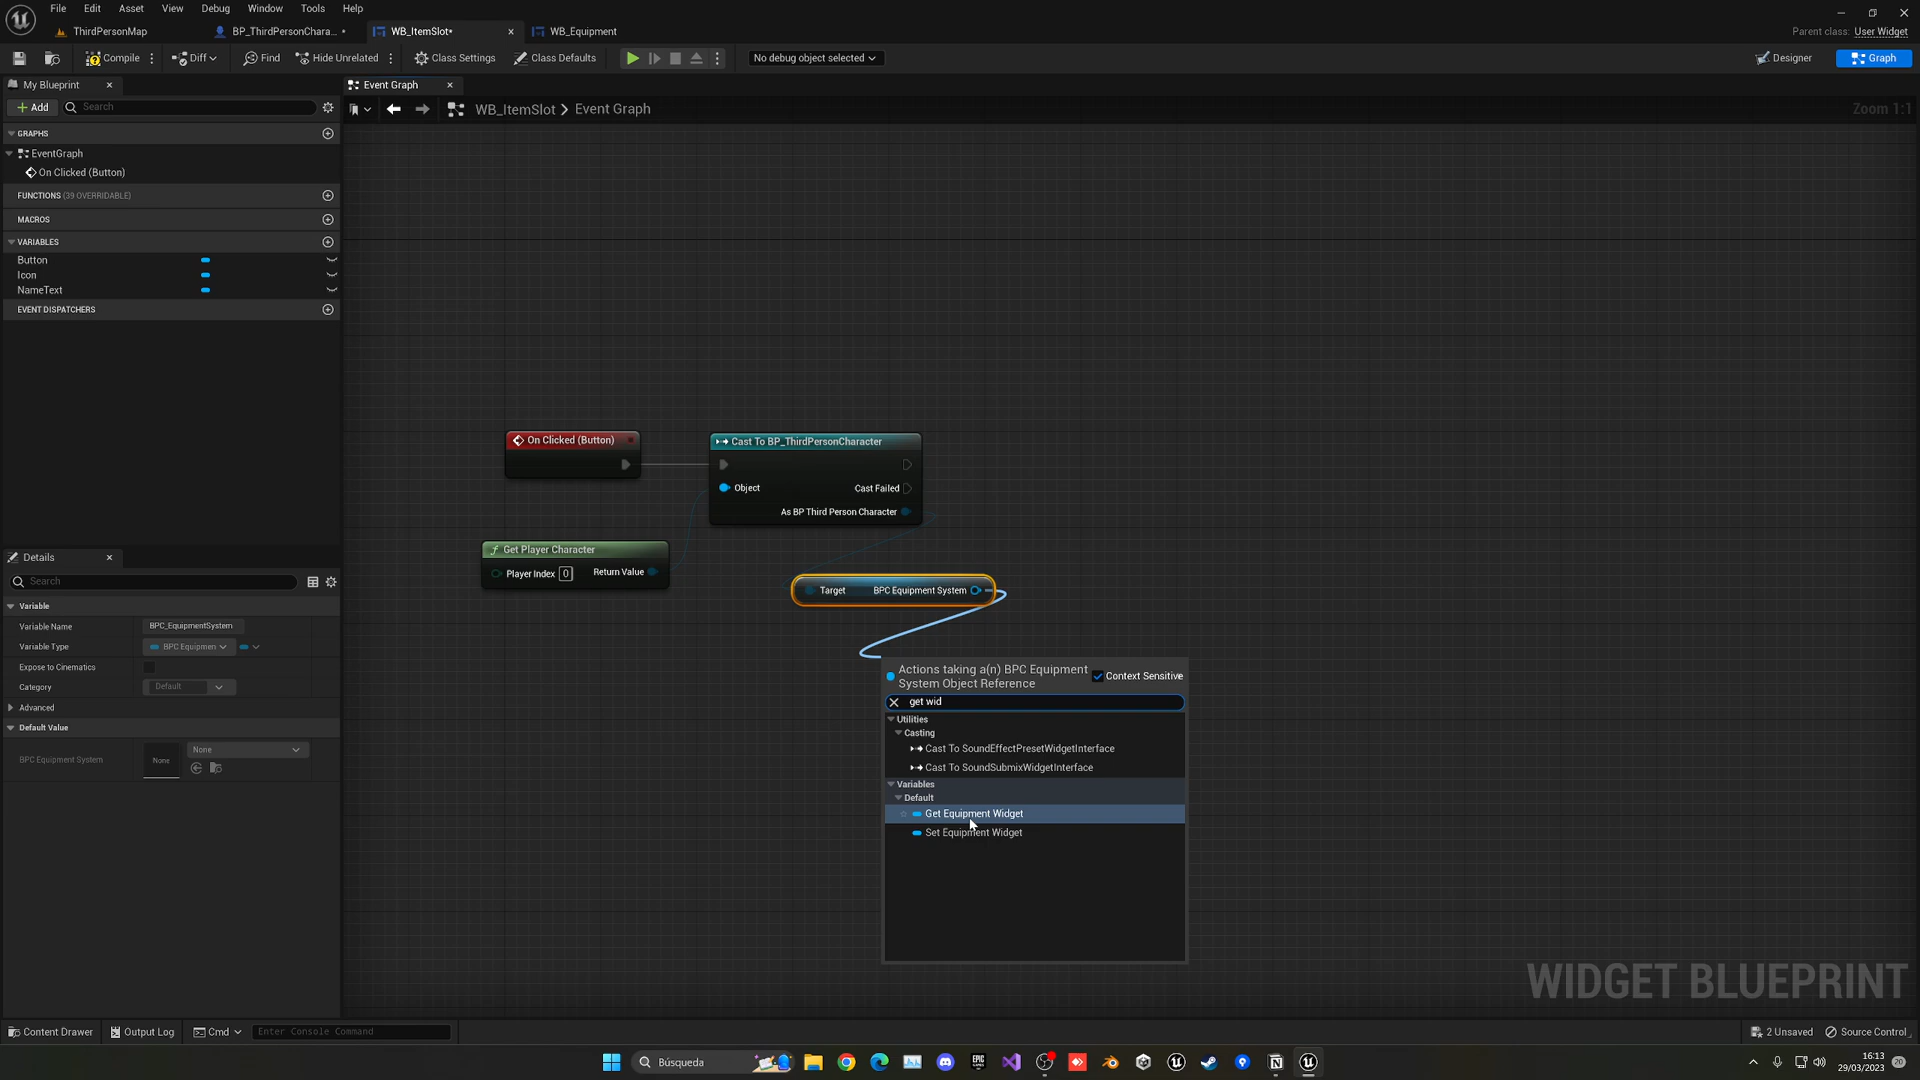 File Edit Asset View Debug Window Tools Help
ThirdPersonMap BP_ThirdPersonChara... • WB_ItemSlot• WB_Equipment
Parent class: User Widget
Compile Diff Find Hide Unrelated Class Settings Class Defaults No debug object selected Designer Graph
My Blueprint
Event Graph
Add Search
WB_ItemSlot > Event Graph
Zoom 1:1
GRAPHS
EventGraph
On Clicked (Button)
FUNCTIONS (39 OVERRIDABLE)
MACROS
VARIABLES
Button
Icon
NameText
EVENT DISPATCHERS
On Clicked (Button)
Cast To BP_ThirdPersonCharacter
Object
Cast Failed
As BP Third Person Character
Get Player Character
Player Index 0 Return Value
Target BPC Equipment System
Actions taking a(n) BPC Equipment
System Object Reference
Context Sensitive
get wid
Utilities
Casting
Cast To SoundEffectPresetWidgetInterface
Cast To SoundSubmixWidgetInterface
Variables
Default
Get Equipment Widget
Set Equipment Widget
Details
Search
Variable
Variable Name BPC_EquipmentSystem
Variable Type BPC Equipmen
Expose to Cinematics
Category Default
Advanced
Default Value
BPC Equipment System None None
WIDGET BLUEPRINT
Content Drawer Output Log Cmd Enter Console Command
2 Unsaved Source Control
Búsqueda
EPIC GAMES
16:13
29/03/2023
20